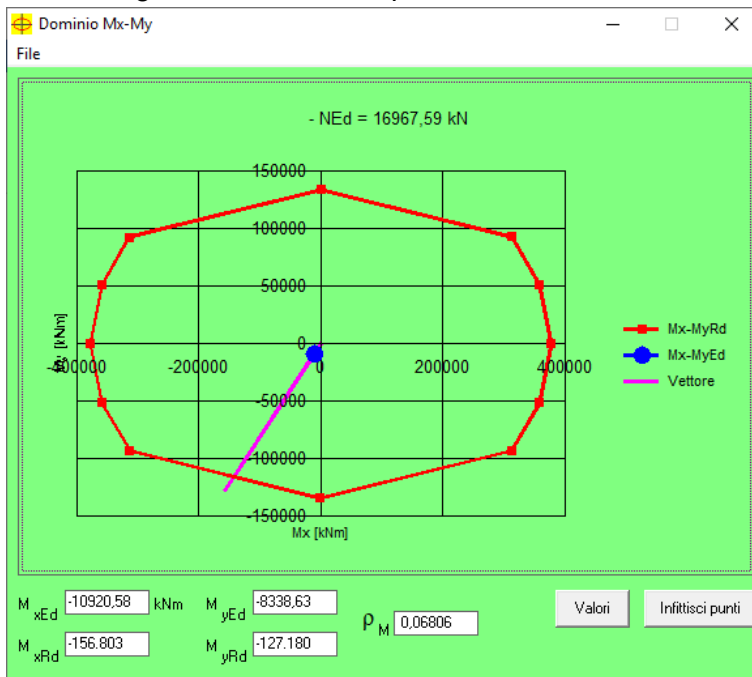 Dominio Mx-My
File
- NEd = 16967,59 kN
150000
100000
50000
0
-50000
-100000
-150000
-400000 -200000 0 200000 400000
[kNm]
Mx [kNm]
Mx-MyRd
Mx-MyEd
Vettore
M xEd -10920,58 kNm M yEd -8338,63
ρ M 0,06806
M xRd -156.803 M yRd -127.180
Valori Infittisci punti